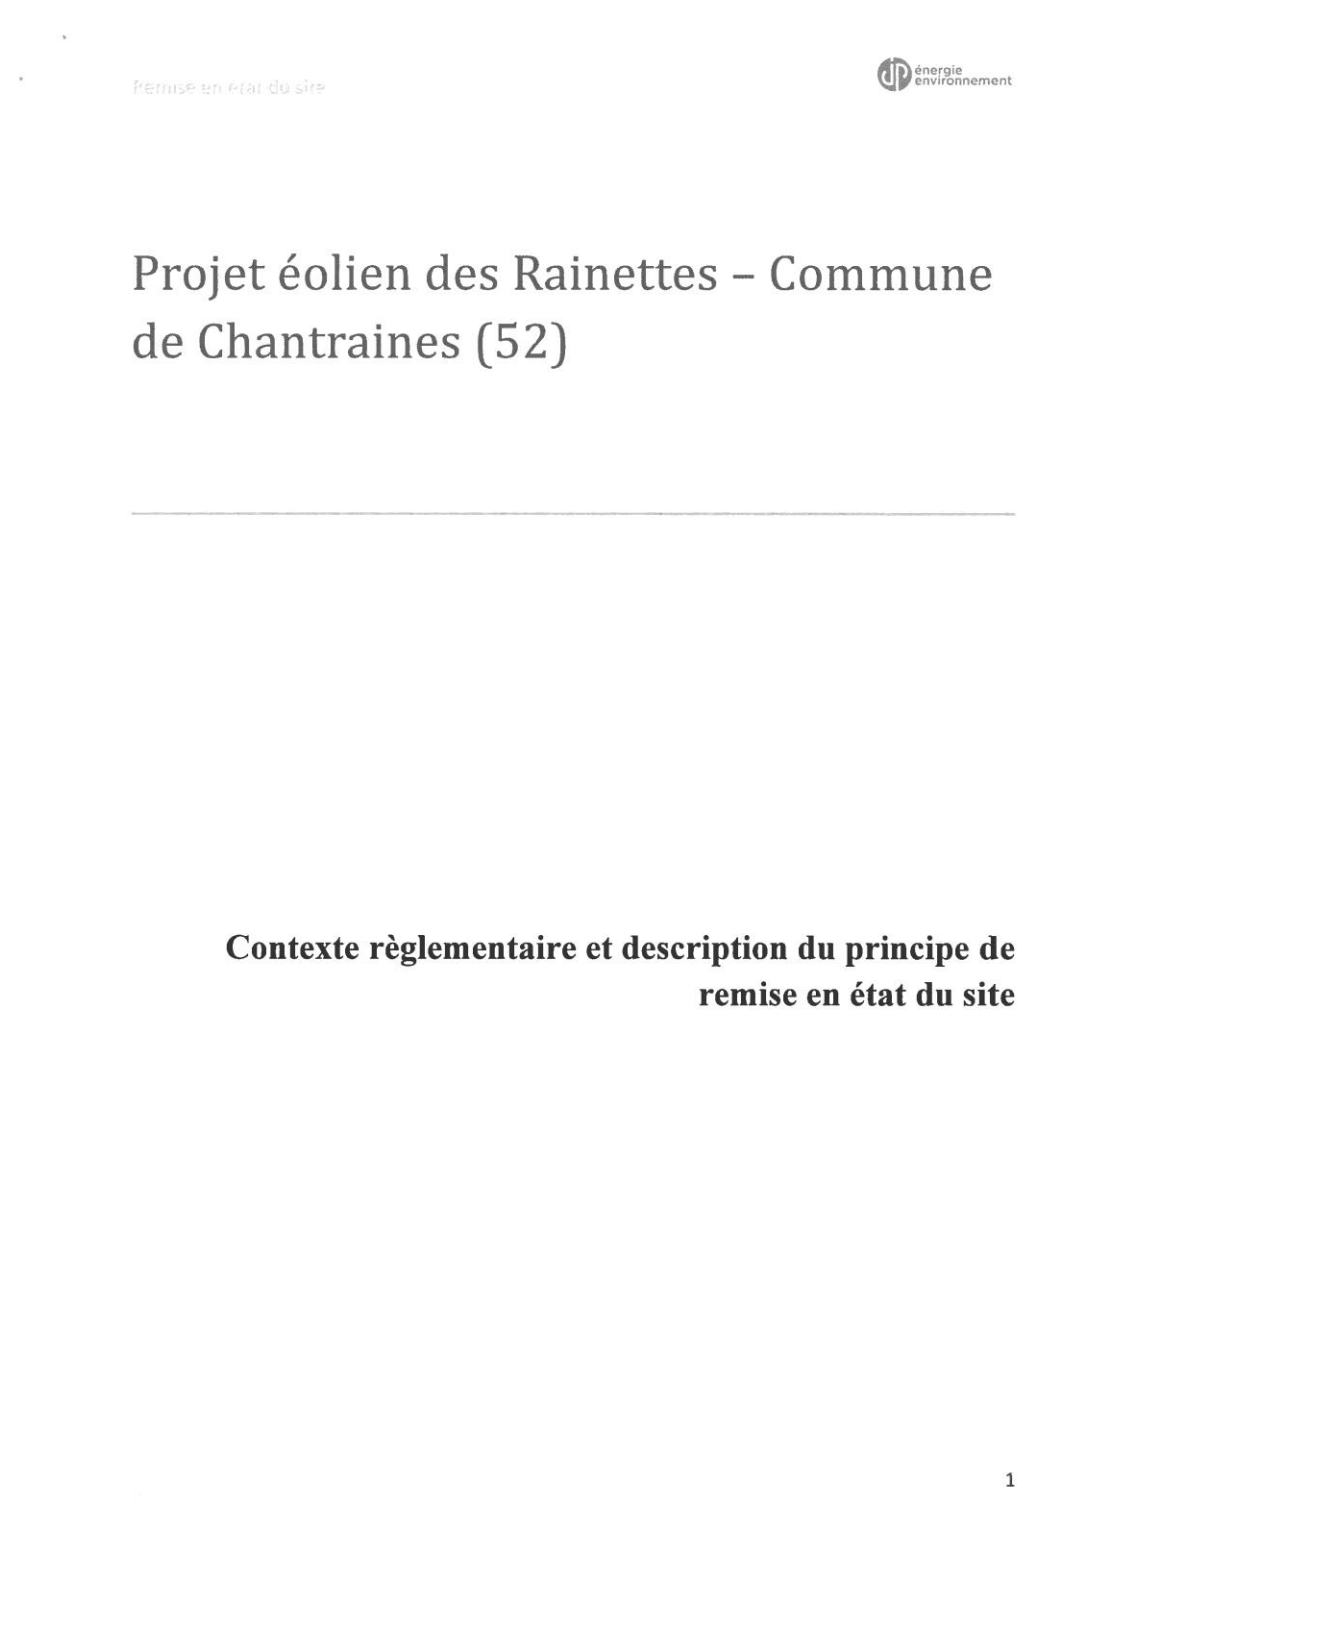 Remise en état du site
JP énergie
environnement
Projet éolien des Rainettes – Commune
de Chantraines (52)
Contexte règlementaire et description du principe de
remise en état du site
1